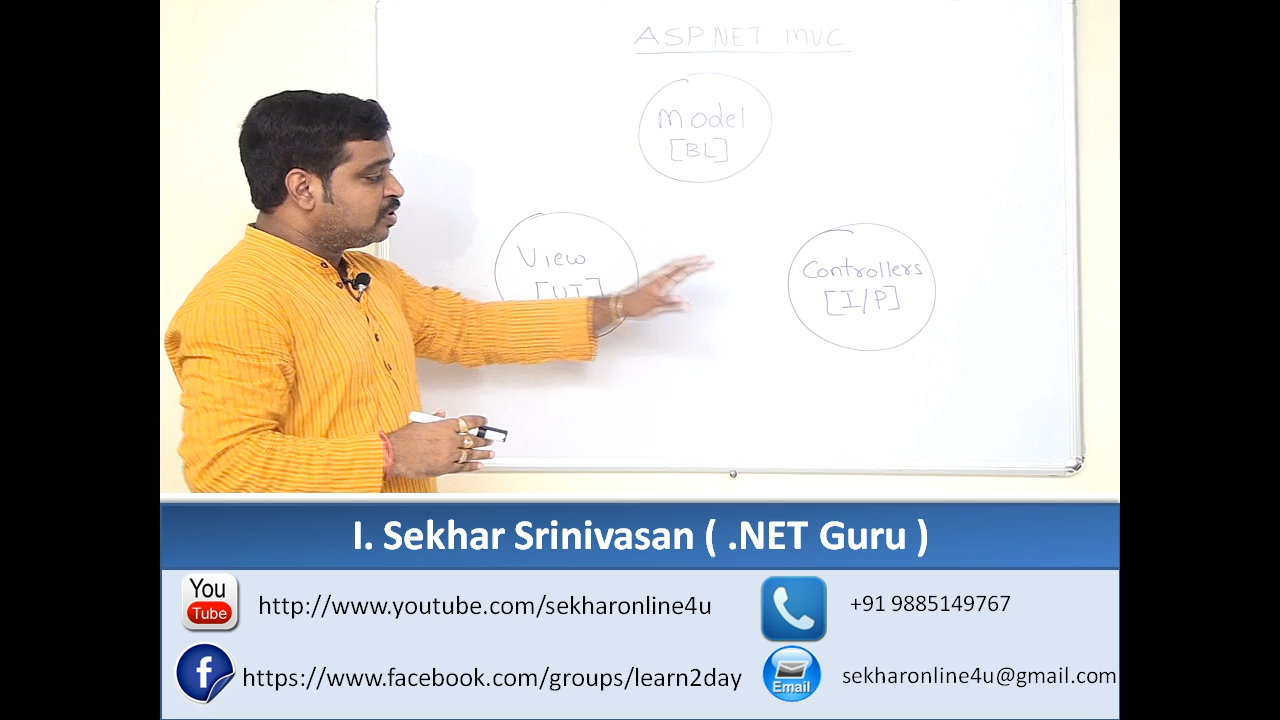 ASP.NET MVC
Model
[BL]
View
[UI]
Controllers
[I/P]
I. Sekhar Srinivasan ( .NET Guru )
You
Tube
http://www.youtube.com/sekharonline4u
+91 9885149767
f
https://www.facebook.com/groups/learn2day
Email
sekharonline4u@gmail.com